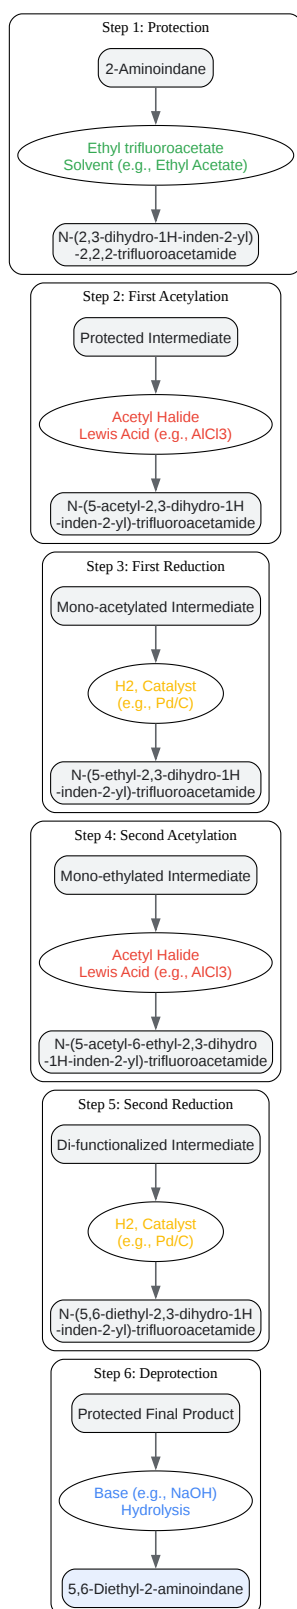 Step 1: Protection
2-Aminoindane
Ethyl trifluoroacetate
Solvent (e.g., Ethyl Acetate)
N-(2,3-dihydro-1H-inden-2-yl)
-2,2,2-trifluoroacetamide
Step 2: First Acetylation
Protected Intermediate
Acetyl Halide
Lewis Acid (e.g., AlCl3)
N-(5-acetyl-2,3-dihydro-1H
-inden-2-yl)-trifluoroacetamide
Step 3: First Reduction
Mono-acetylated Intermediate
H2, Catalyst
(e.g., Pd/C)
N-(5-ethyl-2,3-dihydro-1H
-inden-2-yl)-trifluoroacetamide
Step 4: Second Acetylation
Mono-ethylated Intermediate
Acetyl Halide
Lewis Acid (e.g., AlCl3)
N-(5-acetyl-6-ethyl-2,3-dihydro
-1H-inden-2-yl)-trifluoroacetamide
Step 5: Second Reduction
Di-functionalized Intermediate
H2, Catalyst
(e.g., Pd/C)
N-(5,6-diethyl-2,3-dihydro-1H
-inden-2-yl)-trifluoroacetamide
Step 6: Deprotection
Protected Final Product
Base (e.g., NaOH)
Hydrolysis
5,6-Diethyl-2-aminoindane